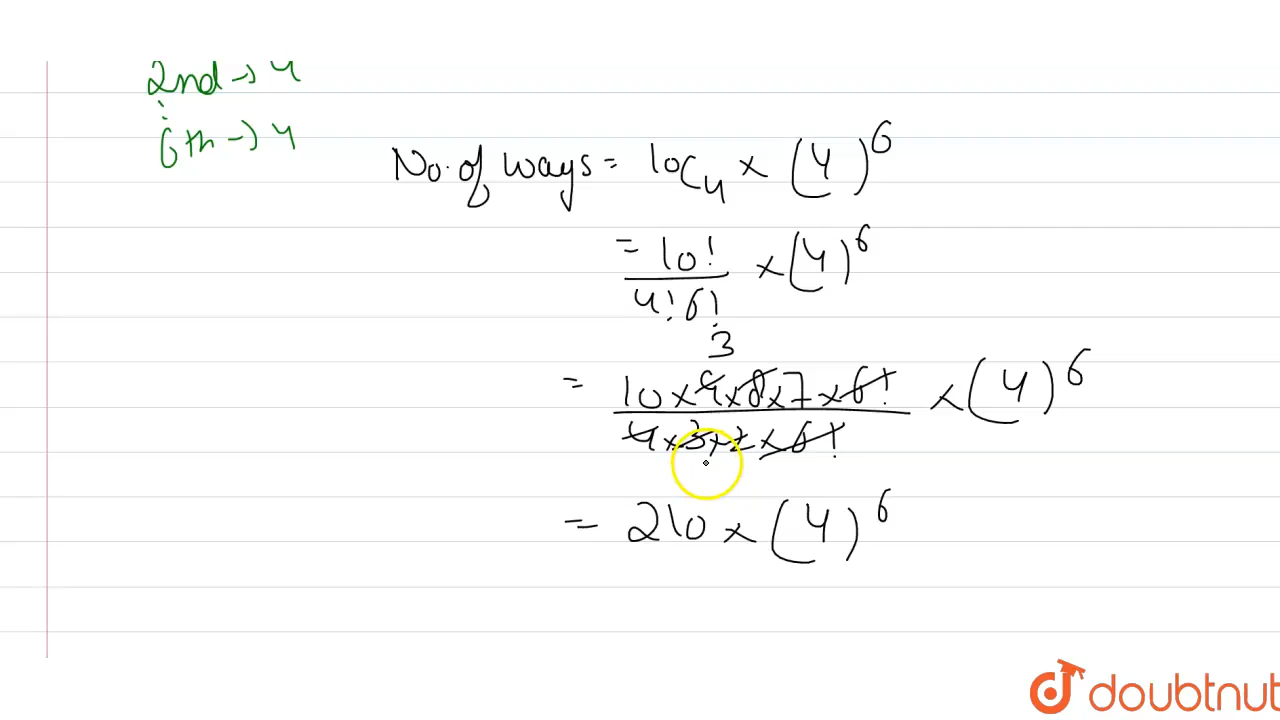 2nd → 4
⋮
6th → 4
No. of ways = 10C4 × (4)^6
= 10! / 4! 6! × (4)^6
3
= 10 × 9 × 8 × 7 × 6! / 4 × 3 × 2 × 6! × (4)^6
= 210 × (4)^6
doubtnut